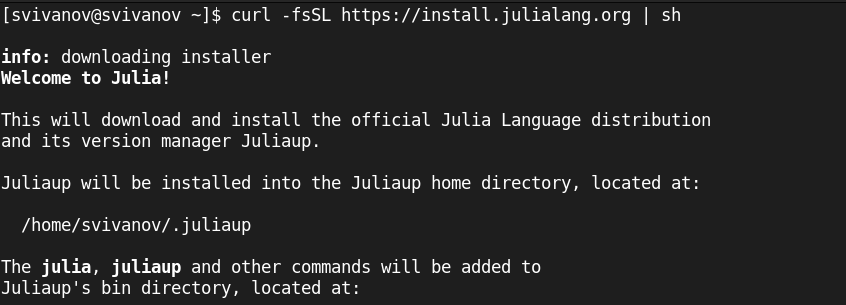 [svivanov@svivanov ~]$ curl -fsSL https://install.julialang.org | sh
info: downloading installer
Welcome to Julia!
This will download and install the official Julia Language distribution
and its version manager Juliaup.
Juliaup will be installed into the Juliaup home directory, located at:
/home/svivanov/.juliaup
The julia, juliaup and other commands will be added to
Juliaup's bin directory, located at: